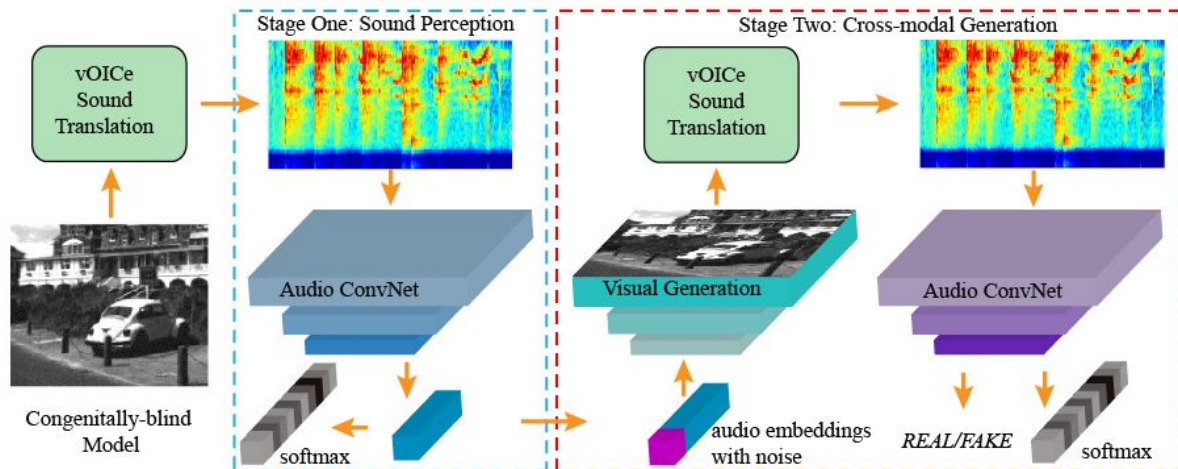 Stage One: Sound Perception
Stage Two: Cross-modal Generation
vOICe
Sound
Translation
vOICe
Sound
Translation
Audio ConvNet
Visual Generation
Audio ConvNet
Congenitally-blind
Model
softmax
audio embeddings
with noise
REAL/FAKE
softmax